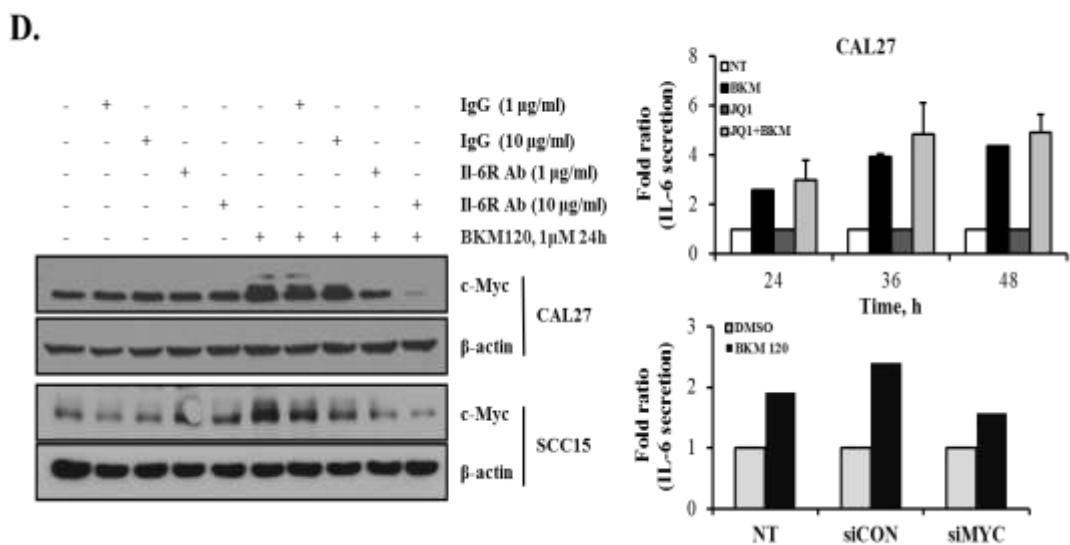 D.
- + - - - - + - - - IgG (1 µg/ml)
- - + - - - - + - - IgG (10 µg/ml)
- - - + - - - - + - Il-6R Ab (1 µg/ml)
- - - - + - - - - + Il-6R Ab (10 µg/ml)
- - - - - + + + + + BKM120, 1µM 24h
c-Myc
β-actin
CAL27
c-Myc
β-actin
SCC15
CAL27
NT
BKM
JQ1
JQ1+BKM
Fold ratio
(IL-6 secretion)
8
6
4
2
0
24 36 48
Time, h
DMSO
BKM 120
Fold ratio
(IL-6 secretion)
3
2
1
0
NT siCON siMYC